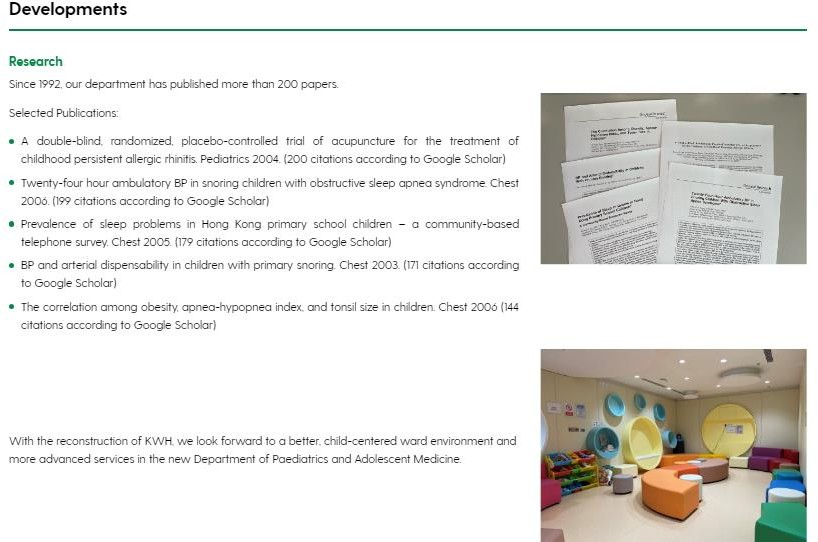 Developments
Research
Since 1992, our department has published more than 200 papers.
Selected Publications:
A double-blind, randomized, placebo-controlled trial of acupuncture for the treatment of
childhood persistent allergic rhinitis. Pediatrics 2004. (200 citations according to Google Scholar)
Twenty-four hour ambulatory BP in snoring children with obstructive sleep apnea syndrome. Chest
2006. (199 citations according to Google Scholar)
Prevalence of sleep problems in Hong Kong primary school children – a community-based
telephone survey. Chest 2005. (179 citations according to Google Scholar)
BP and arterial dispensability in children with primary snoring. Chest 2003. (171 citations according
to Google Scholar)
The correlation among obesity, apnea-hypopnea index, and tonsil size in children. Chest 2006 (144
citations according to Google Scholar)
With the reconstruction of KWH, we look forward to a better, child-centered ward environment and
more advanced services in the new Department of Paediatrics and Adolescent Medicine.